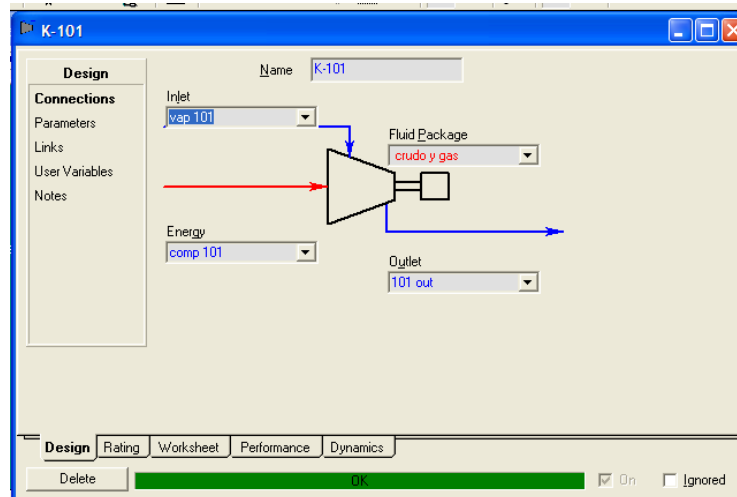 K-101
Design
Name K-101
Connections
Parameters
Links
User Variables
Notes
Inlet
vap 101
Fluid Package
crudo y gas
Energy
comp 101
Outlet
101 out
Design Rating Worksheet Performance Dynamics
Delete OK On Ignored